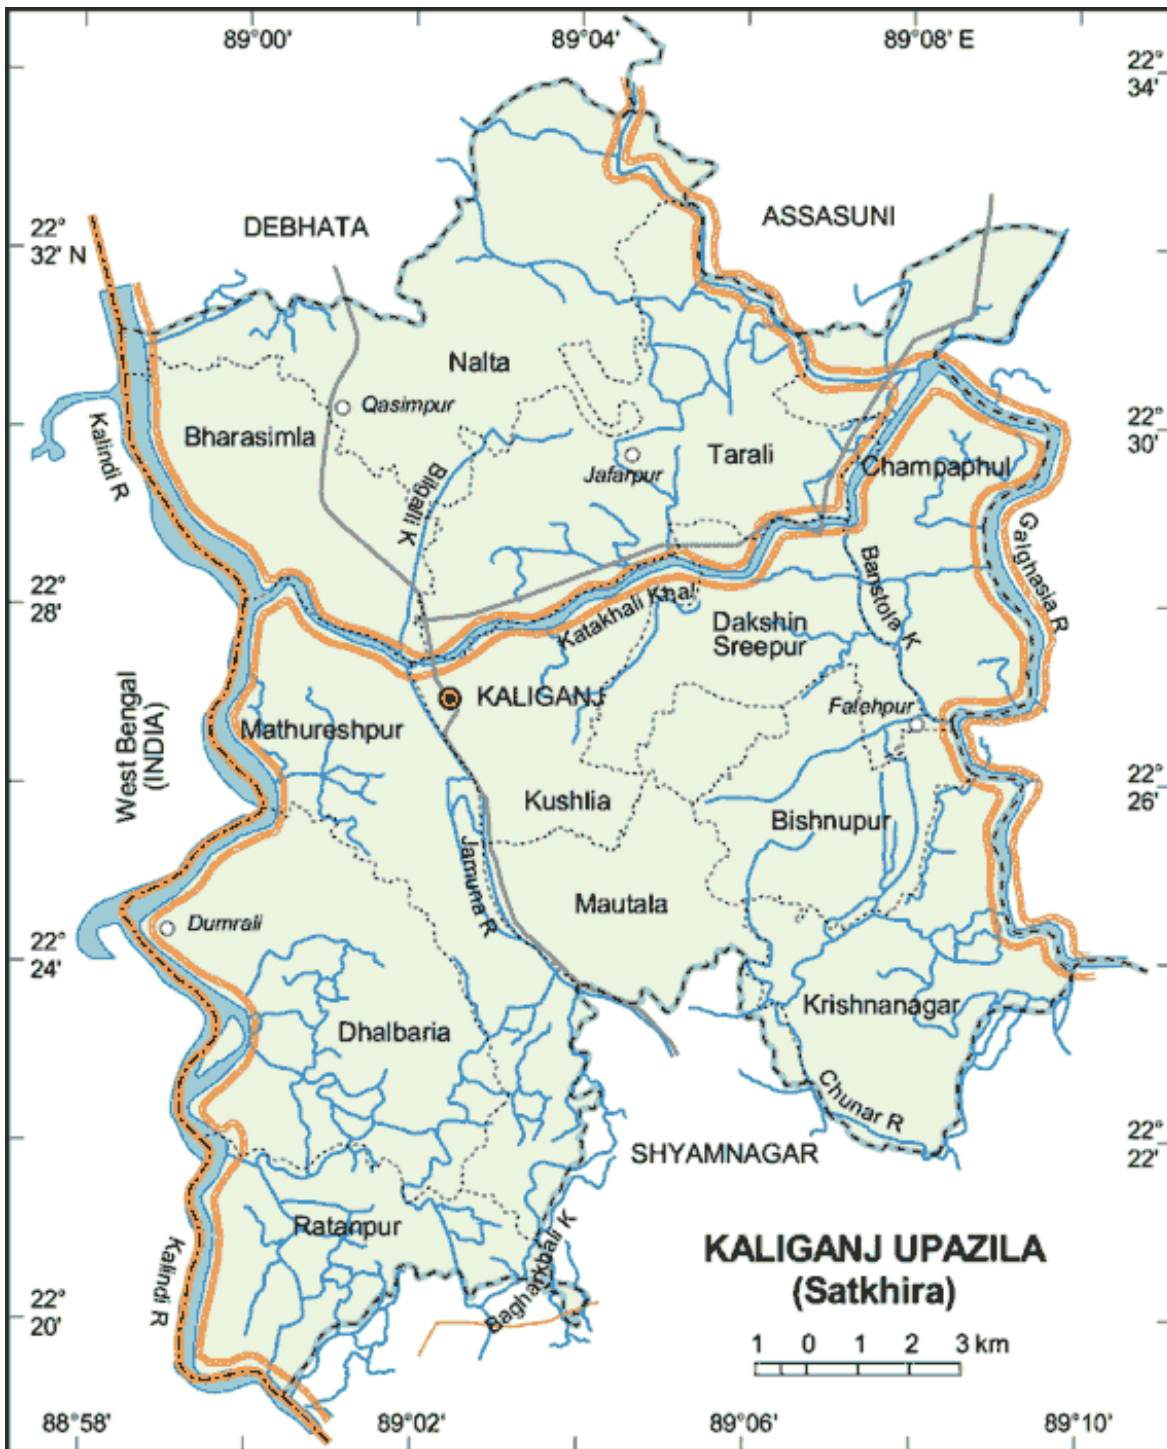 89°00'
89°04'
89°08' E
22°
34'
ASSASUNI
DEBHATA
22°
32' N
Nalta
Qasimpur
Bharasimla
Kalindi R
22°
30'
Tarali
Champaphul
Jafarpur
Bilgalli K
Galghasia R
Banstola K
22°
28'
Katakhali Khal
Dakshin
Sreepur
KALIGANJ
Falehpur
Mathureshpur
West Bengal
(INDIA)
22°
26'
Kushlia
Bishnupur
Jamuna R
Mautala
Dumrali
22°
24'
Krishnanagar
Dhalbaria
Chunar R
22°
22'
SHYAMNAGAR
Ratanpur
Kalindi R
KALIGANJ UPAZILA
(Satkhira)
22°
20'
1 0 1 2 3 km
88°58'
89°02'
89°06'
89°10'